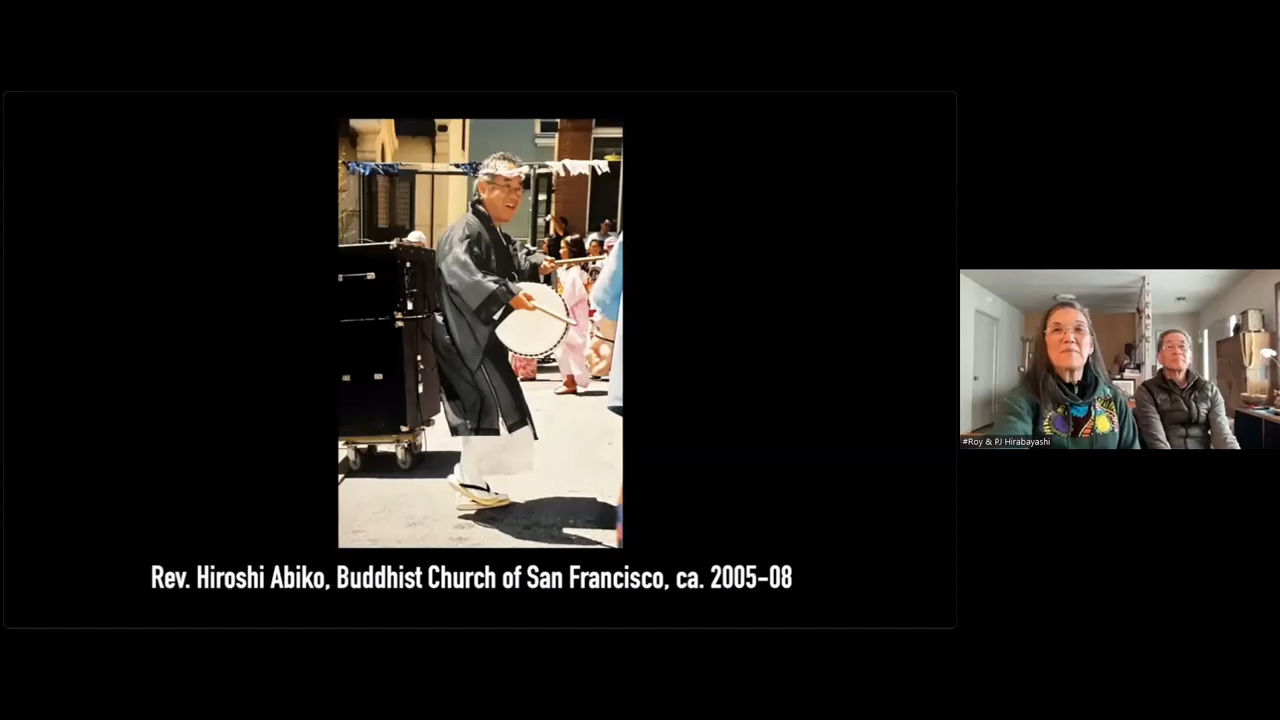 Rev. Hiroshi Abiko, Buddhist Church of San Francisco, ca. 2005-08
#Roy & PJ Hirabayashi